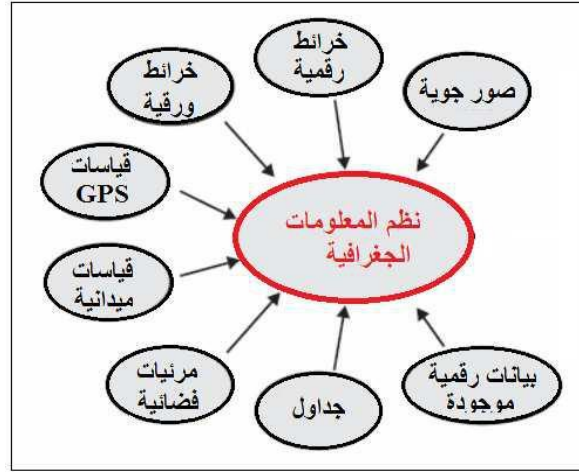 خرائط
رقمية
خرائط
ورقية
صور جوية
قياسات
GPS
نظم المعلومات
الجغرافية
قياسات
ميدانية
مرئيات
فضائية
جداول
بيانات رقمية
موجودة